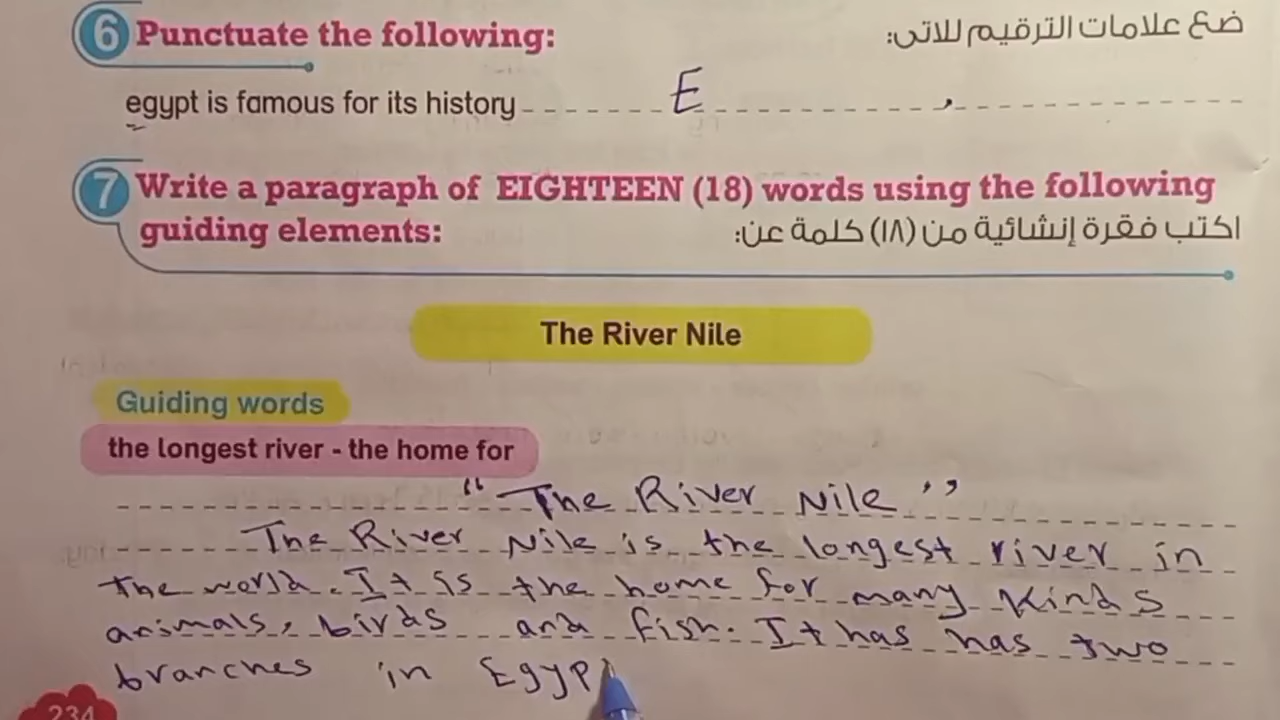 6 Punctuate the following:
ضع علامات الترقيم للاتى:
egypt is famous for its history E .
7 Write a paragraph of EIGHTEEN (18) words using the following
guiding elements:
اكتب فقرة إنشائية من (١٨) كلمة عن:
The River Nile
Guiding words
the longest river - the home for
“ The River Nile ”
The River Nile is the longest river in
the world. It is the home for many kinds
animals, birds and fish. It has has two
branches in Egyp
234